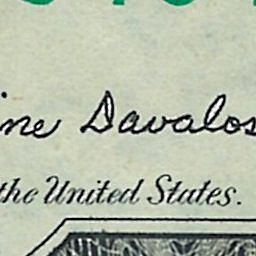 ine Davalos
the United States.